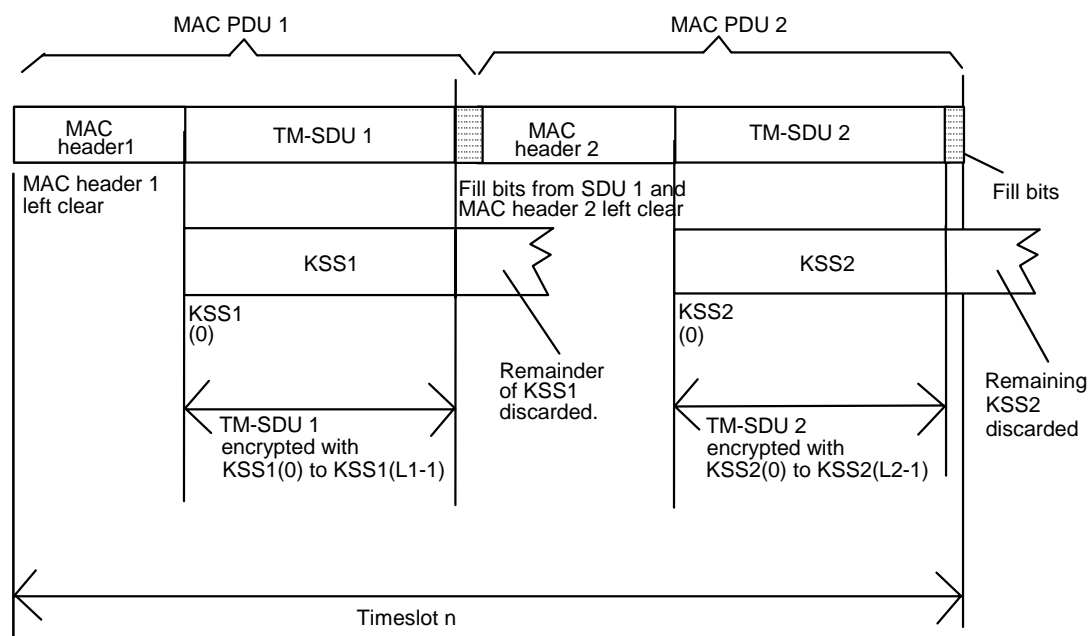 MAC PDU 1
MAC PDU 2
MAC
header1
TM-SDU 1
MAC
header 2
TM-SDU 2
MAC header 1
left clear
Fill bits from SDU 1 and
MAC header 2 left clear
Fill bits
KSS1
KSS2
KSS1
(0)
KSS2
(0)
Remainder
of KSS1
discarded.
Remaining
KSS2
discarded
TM-SDU 1
encrypted with
KSS1(0) to KSS1(L1-1)
TM-SDU 2
encrypted with
KSS2(0) to KSS2(L2-1)
Timeslot n